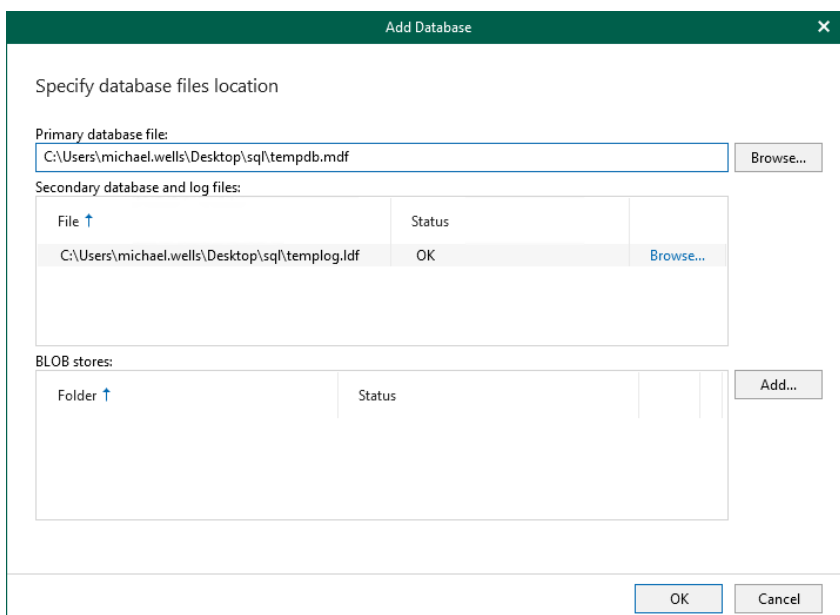 Add Database
Specify database files location
Primary database file:
C:\Users\michael.wells\Desktop\sql\tempdb.mdf
Browse...
Secondary database and log files:
File ↑ Status
C:\Users\michael.wells\Desktop\sql\templog.ldf OK Browse...
BLOB stores:
Add...
Folder ↑ Status
OK Cancel